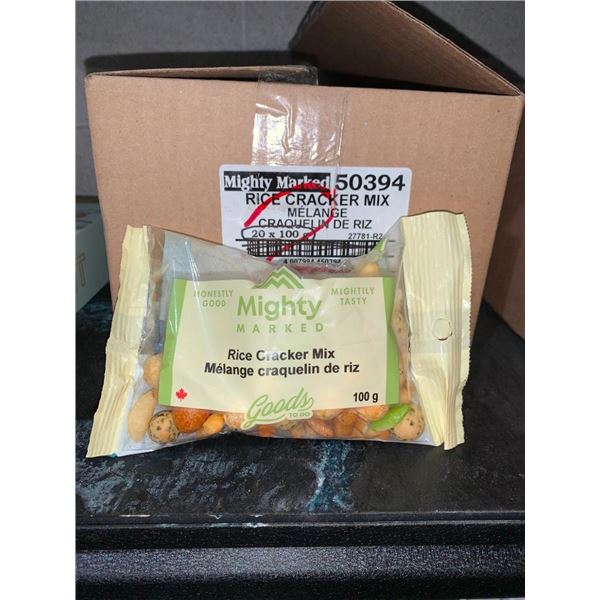 Mighty Marked 50394
RICE CRACKER MIX
MÉLANGE
CRAQUELIN DE RIZ
20 x 100 g
27781-R2
HONESTLY
GOOD
Mighty
MARKED
MIGHTILY
TASTY
Rice Cracker Mix
Mélange craquelin de riz
Goods
TO GO
100 g